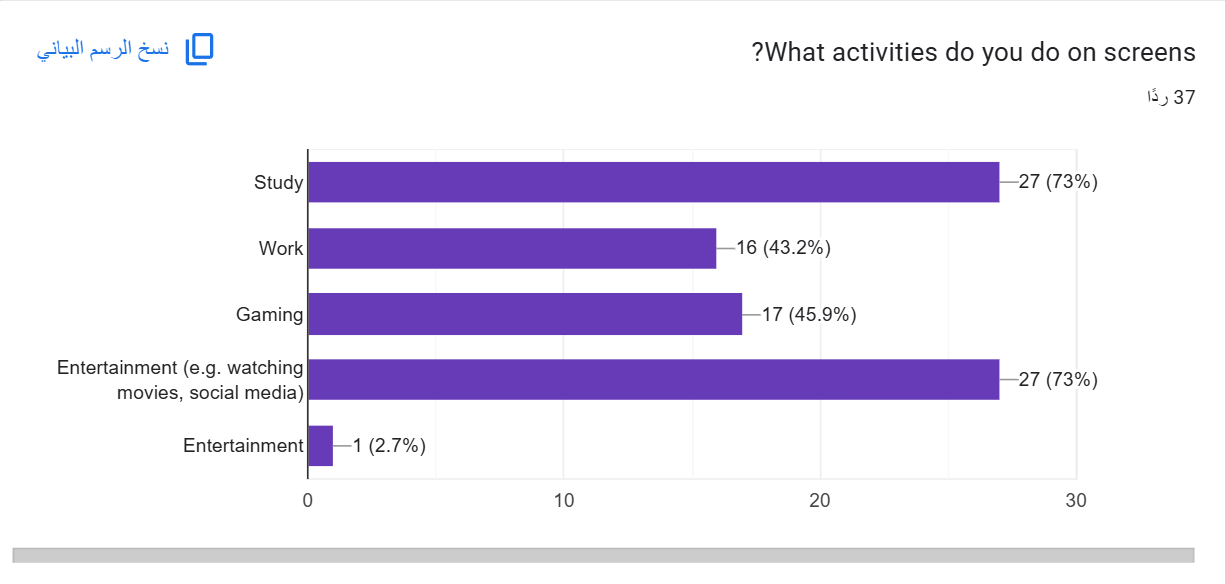 ?What activities do you do on screens
نسخ الرسم البياني
37 ردًا
Study
27 (73%)
Work
16 (43.2%)
Gaming
17 (45.9%)
Entertainment (e.g. watching
movies, social media)
27 (73%)
Entertainment
1 (2.7%)
0
10
20
30